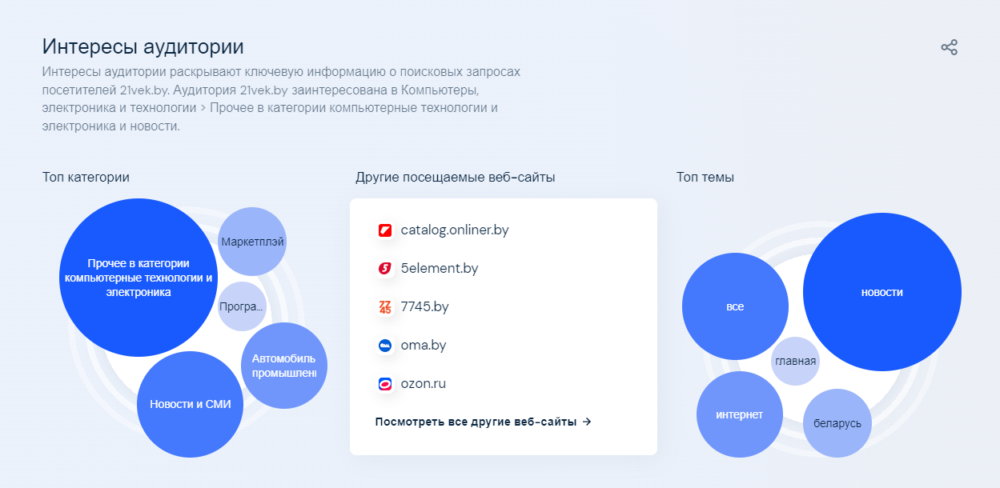 Интересы аудитории
Интересы аудитории раскрывают ключевую информацию о поисковых запросах
посетителей 21vek.by. Аудитория 21vek.by заинтересована в Компьютеры,
электроника и технологии > Прочее в категории компьютерные технологии и
электроника и новости.
Топ категории
Прочее в категории
компьютерные технологии и
электроника
Маркетплэй
Програ...
Автомобиль
промышлен
Новости и СМИ
Другие посещаемые веб-сайты
catalog.onliner.by
5element.by
7745.by
oma.by
ozon.ru
Посмотреть все другие веб-сайты →
Топ темы
новости
все
главная
интернет
беларусь